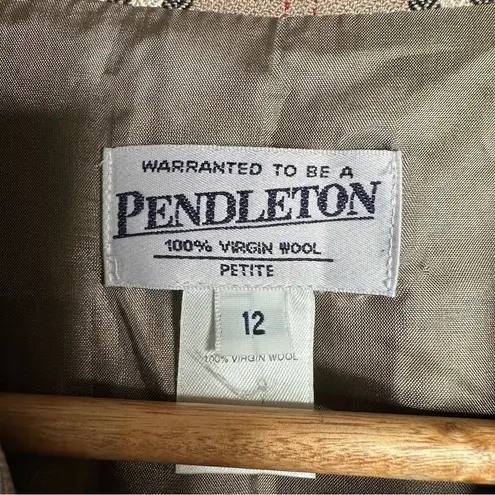 WARRANTED TO BE A
PENDLETON
100% VIRGIN WOOL
PETITE
12
100% VIRGIN WOOL